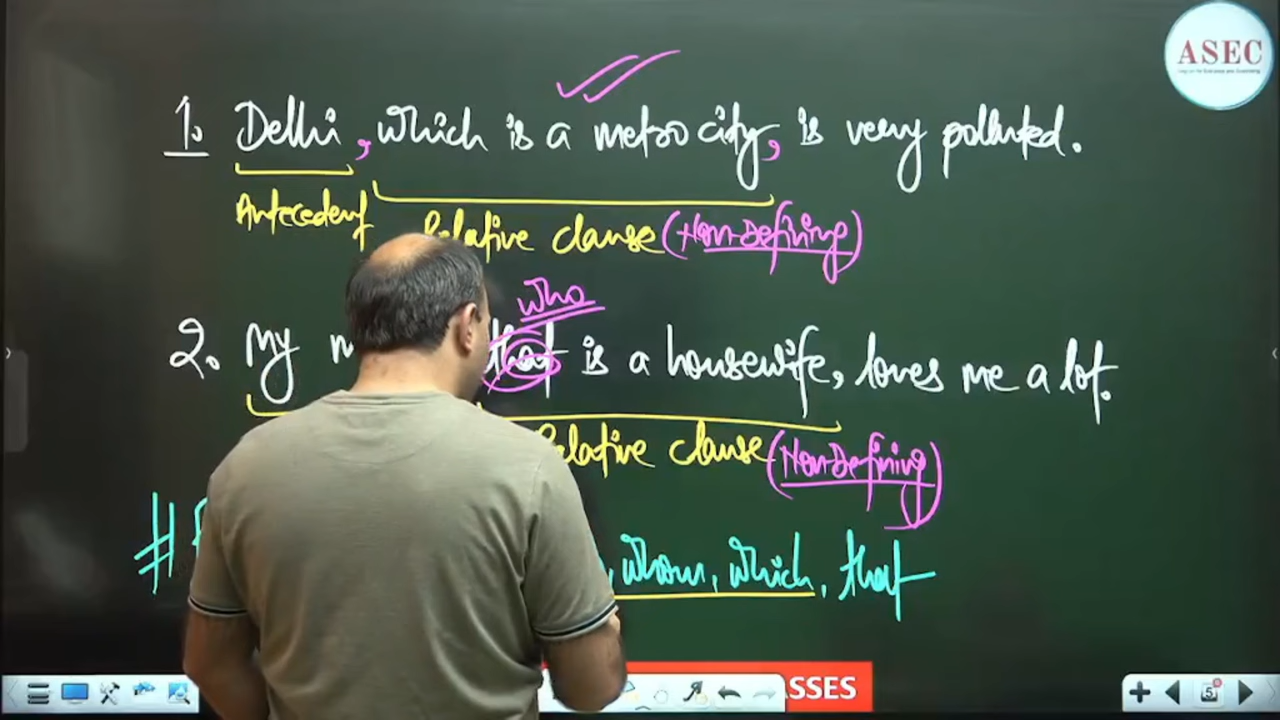 ASEC
1. Delhi, which is a metro city, is very polluted.
Antecedent Relative clause (Non-Defining)
who
2. My that is a housewife, loves me a lot.
Relative clause (Non-Defining)
# , whom, which, that
SSES